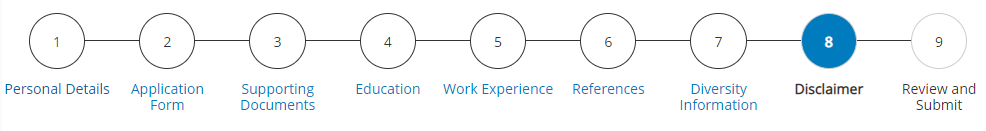 1 2 3 4 5 6 7 8 9
Personal Details Application Supporting Education Work Experience References Diversity Disclaimer Review and
Form Documents Information Submit